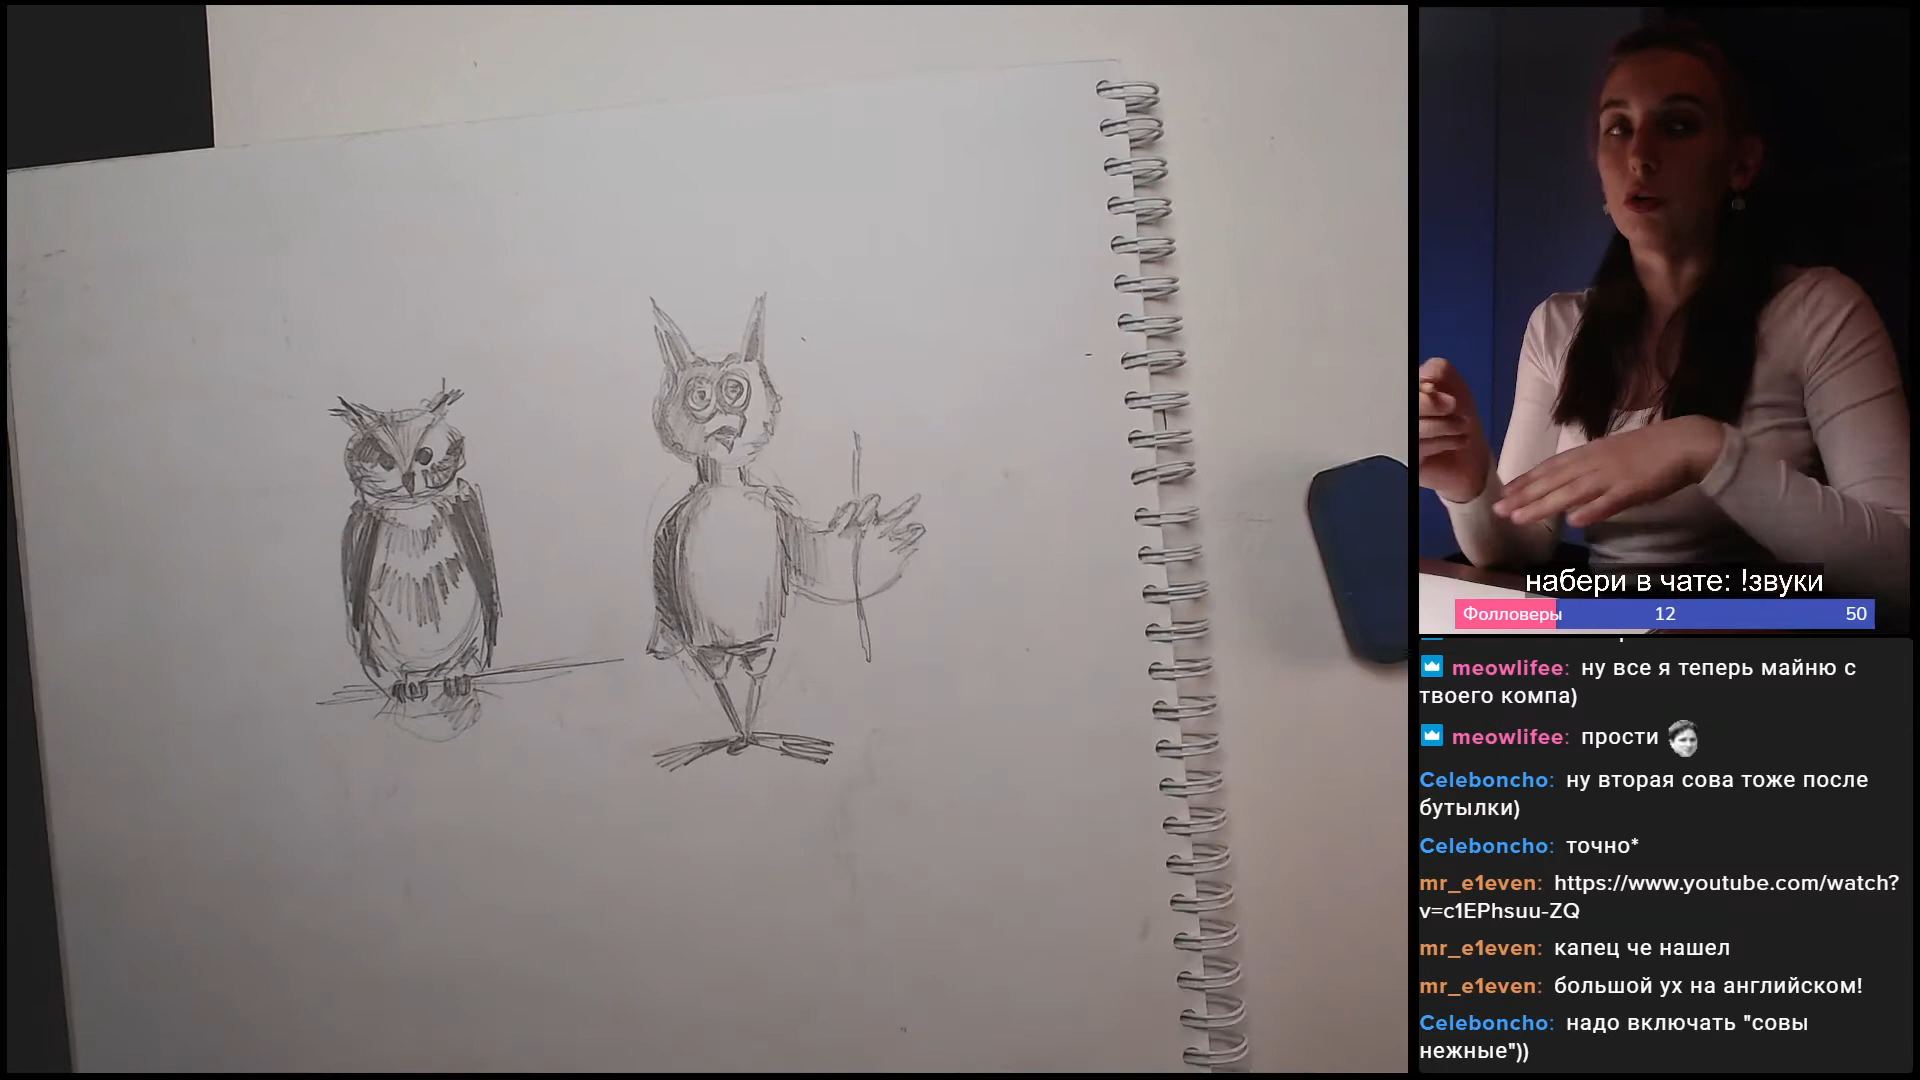 набери в чате: !звуки
Фолловеры 12 50
meowlifee: ну все я теперь майню с
твоего компа)
meowlifee: прости
Celeboncho: ну вторая сова тоже после
бутылки)
Celeboncho: точно*
mr_e1even: https://www.youtube.com/watch?
v=c1EPhsuu-ZQ
mr_e1even: капец че нашел
mr_e1even: большой ух на английском!
Celeboncho: надо включать "совы
нежные"))